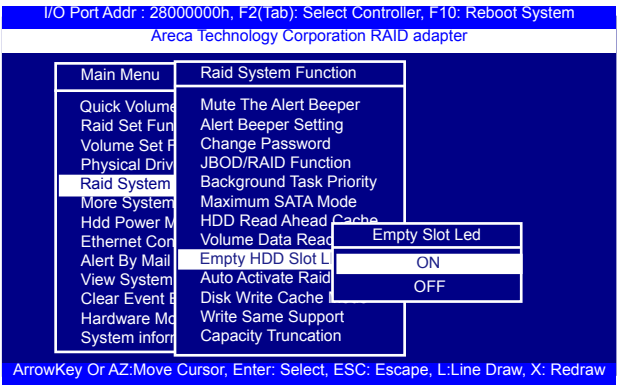 I/O Port Addr : 28000000h, F2(Tab): Select Controller, F10: Reboot System
Areca Technology Corporation RAID adapter
Main Menu
Quick Volume
Raid Set Fun
Volume Set F
Physical Driv
Raid System
More System
Hdd Power M
Ethernet Con
Alert By Mail
View System
Clear Event B
Hardware Mo
System inforr
Raid System Function
Mute The Alert Beeper
Alert Beeper Setting
Change Password
JBOD/RAID Function
Background Task Priority
Maximum SATA Mode
HDD Read Ahead Cache
Volume Data Read
Empty HDD Slot L
Auto Activate Raid
Disk Write Cache
Write Same Support
Capacity Truncation
Empty Slot Led
ON
OFF
ArrowKey Or AZ:Move Cursor, Enter: Select, ESC: Escape, L:Line Draw, X: Redraw